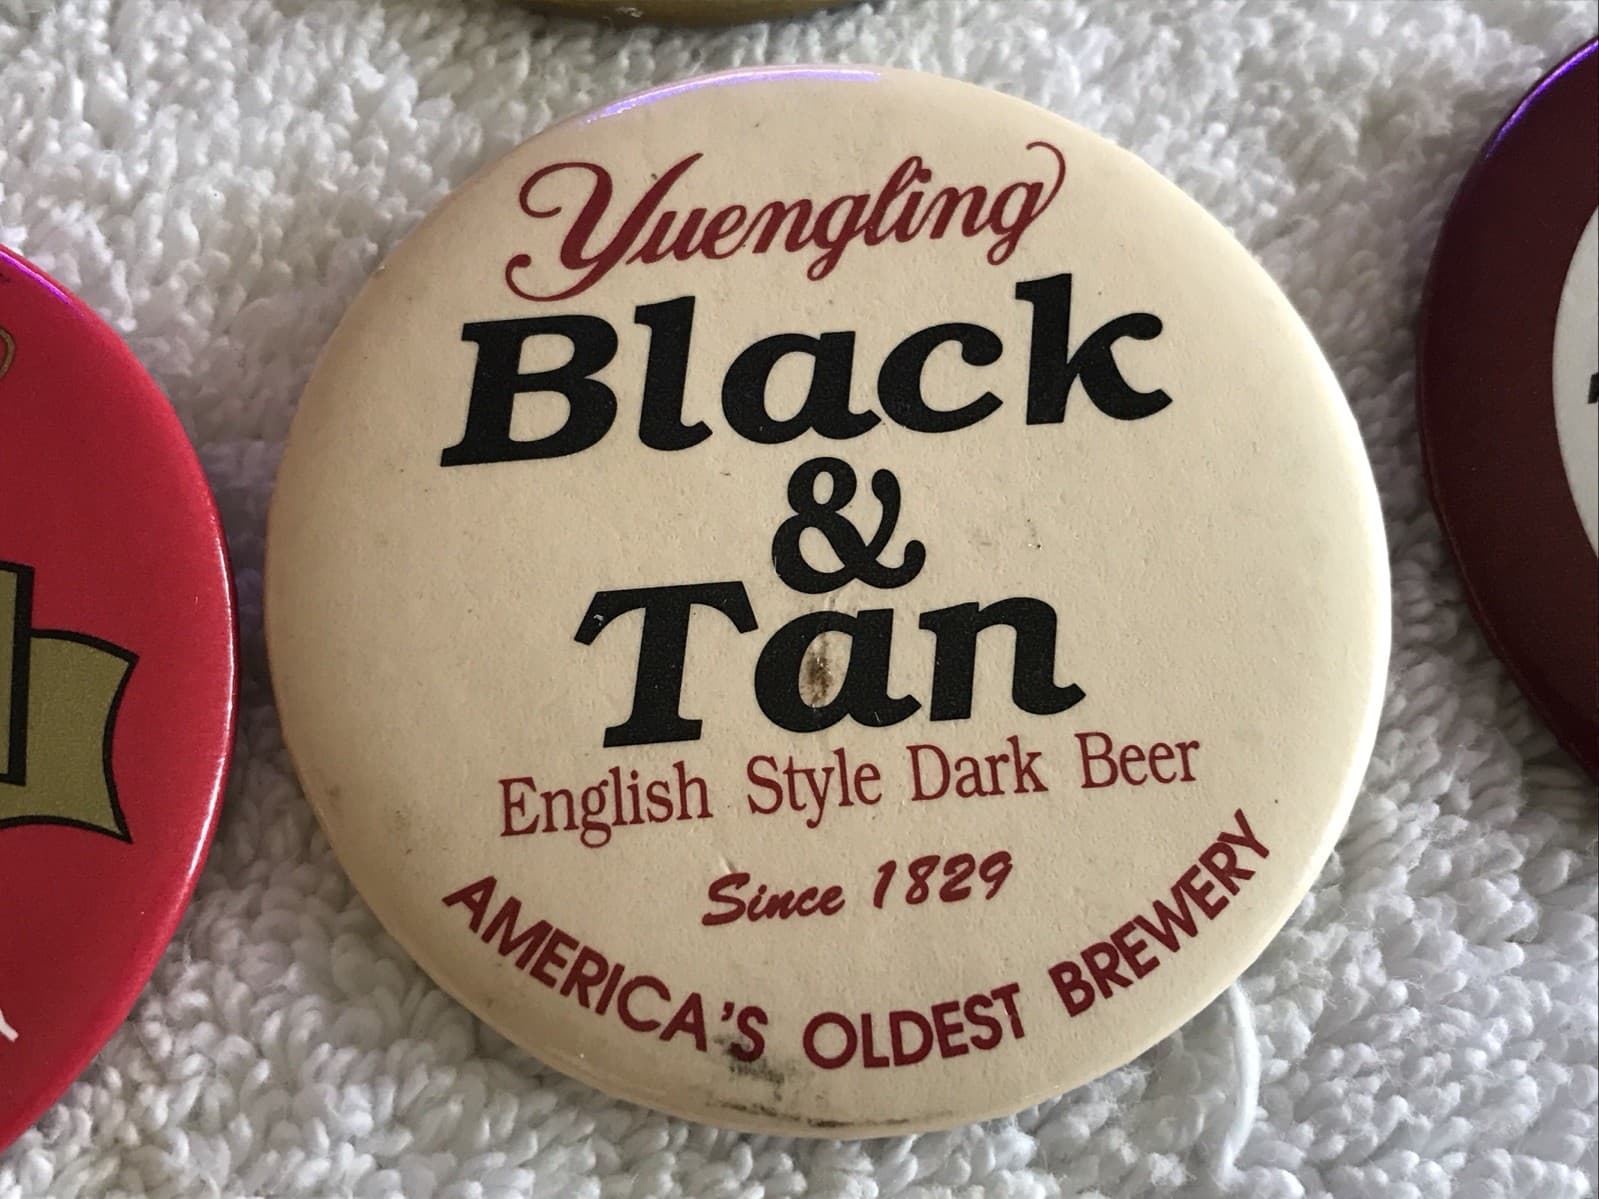 Yuengling
Black
&
Tan
English Style Dark Beer
Since 1829
AMERICA'S OLDEST BREWERY